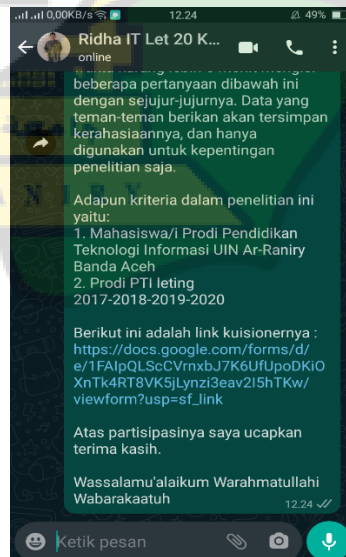 0,00KB/s 12.24 49%
Ridha IT Let 20 K...
online
beberapa pertanyaan dibawah ini
dengan sejujur-jujurnya. Data yang
teman-teman berikan akan tersimpan
kerahasiaannya, dan hanya
digunakan untuk kepentingan
penelitian saja.
Adapun kriteria dalam penelitian ini
yaitu:
1. Mahasiswa/i Prodi Pendidikan
Teknologi Informasi UIN Ar-Raniry
Banda Aceh
2. Prodi PTI leting
2017-2018-2019-2020
Berikut ini adalah link kuisionernya :
https://docs.google.com/forms/d/
e/1FAIpQLScCVrnxbJ7K6UfUpoDKiO
XnTk4RT8VK5jLynzi3eav2I5hTKw/
viewform?usp=sf_link
Atas partisipasinya saya ucapkan
terima kasih.
Wassalamu'alaikum Warahmatullahi
Wabarakaatuh
12.24
Ketik pesan